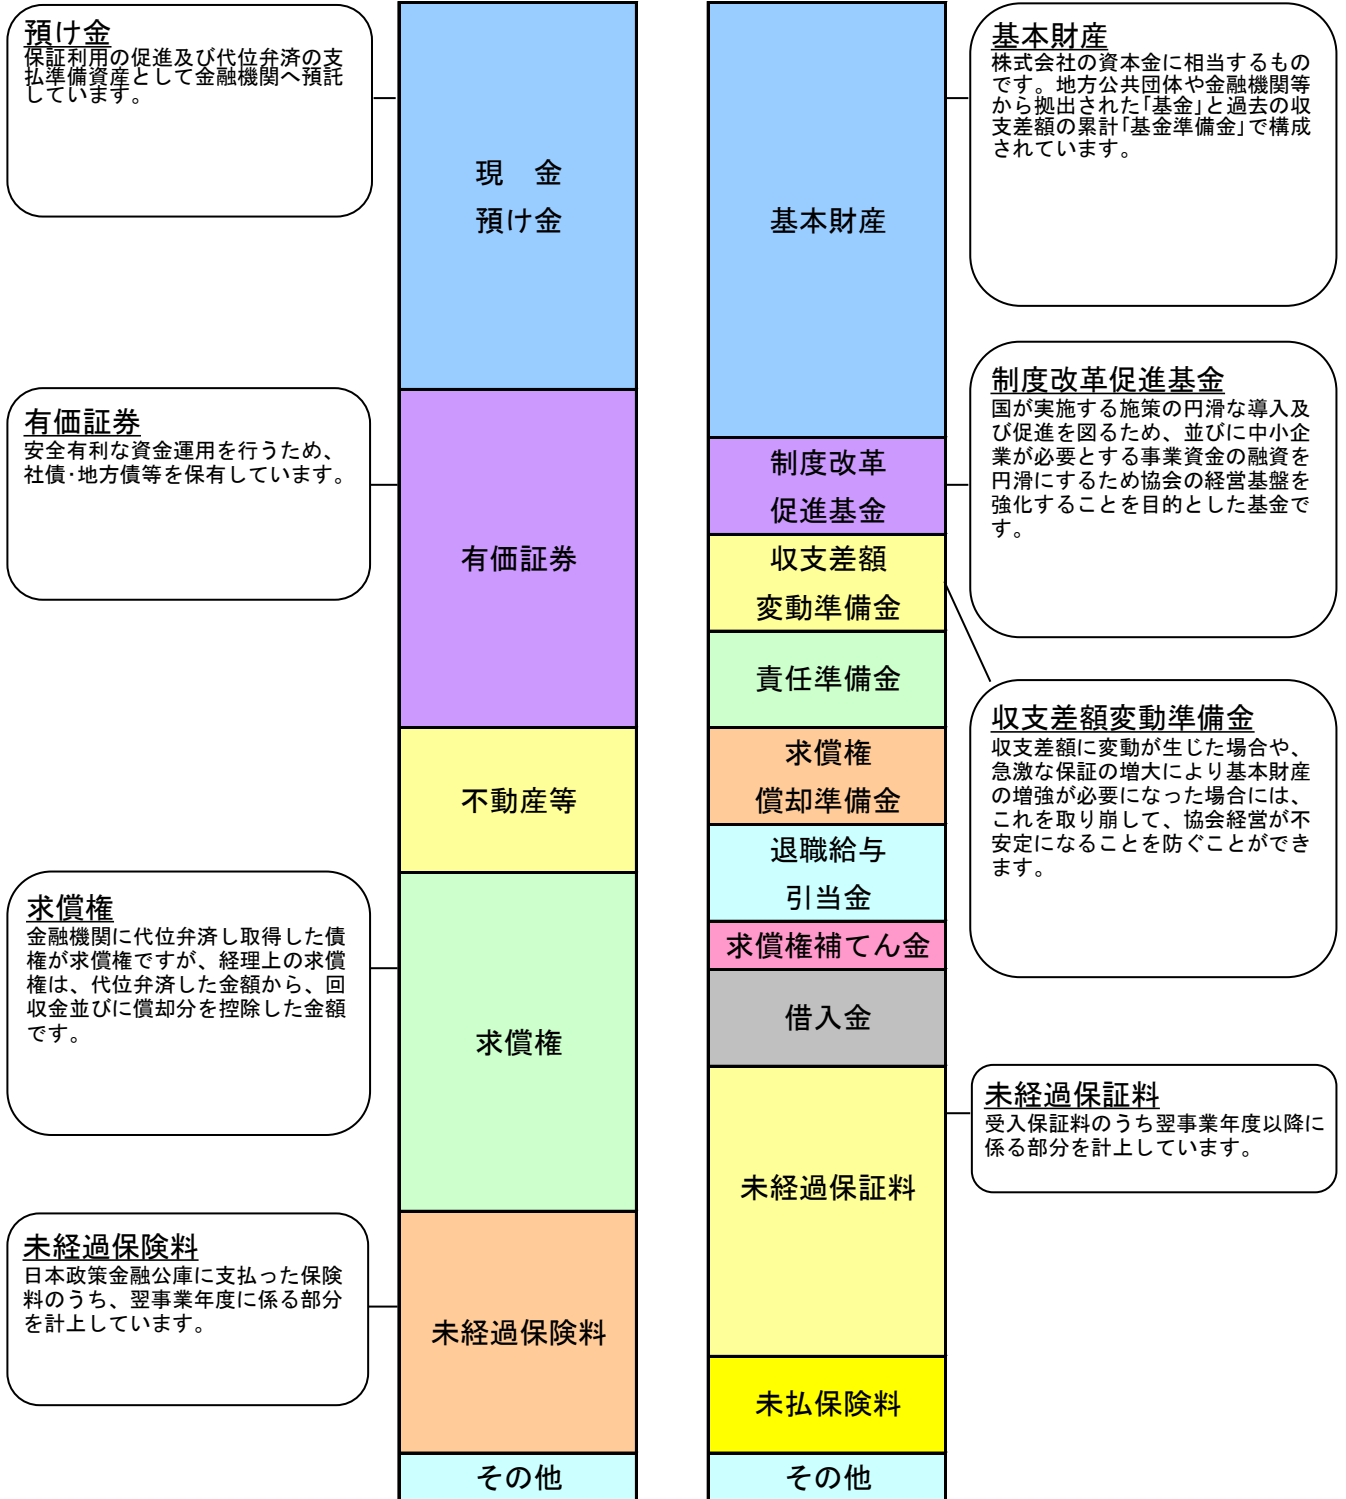 預け金
保証利用の促進及び代位弁済の支
払準備資産として金融機関へ預託
しています。
有価証券
安全有利な資金運用を行うため、
社債･地方債等を保有しています。
求償権
金融機関に代位弁済し取得した債
権が求償権ですが、経理上の求償
権は、代位弁済した金額から、回
収金並びに償却分を控除した金額
です。
未経過保険料
日本政策金融公庫に支払った保険
料のうち、翌事業年度に係る部分
を計上しています。
現　金
預け金
有価証券
不動産等
求償権
未経過保険料
その他
基本財産
制度改革
促進基金
収支差額
変動準備金
責任準備金
求償権
償却準備金
退職給与
引当金
求償権補てん金
借入金
未経過保証料
未払保険料
その他
基本財産
株式会社の資本金に相当するもの
です。地方公共団体や金融機関等
から拠出された｢基金｣と過去の収
支差額の累計｢基金準備金｣で構成
されています。
制度改革促進基金
国が実施する施策の円滑な導入及
び促進を図るため、並びに中小企
業が必要とする事業資金の融資を
円滑にするため協会の経営基盤を
強化することを目的とした基金で
す。
収支差額変動準備金
収支差額に変動が生じた場合や、
急激な保証の増大により基本財産
の増強が必要になった場合には、
これを取り崩して、協会経営が不
安定になることを防ぐことができ
ます。
未経過保証料
受入保証料のうち翌事業年度以降に
係る部分を計上しています。